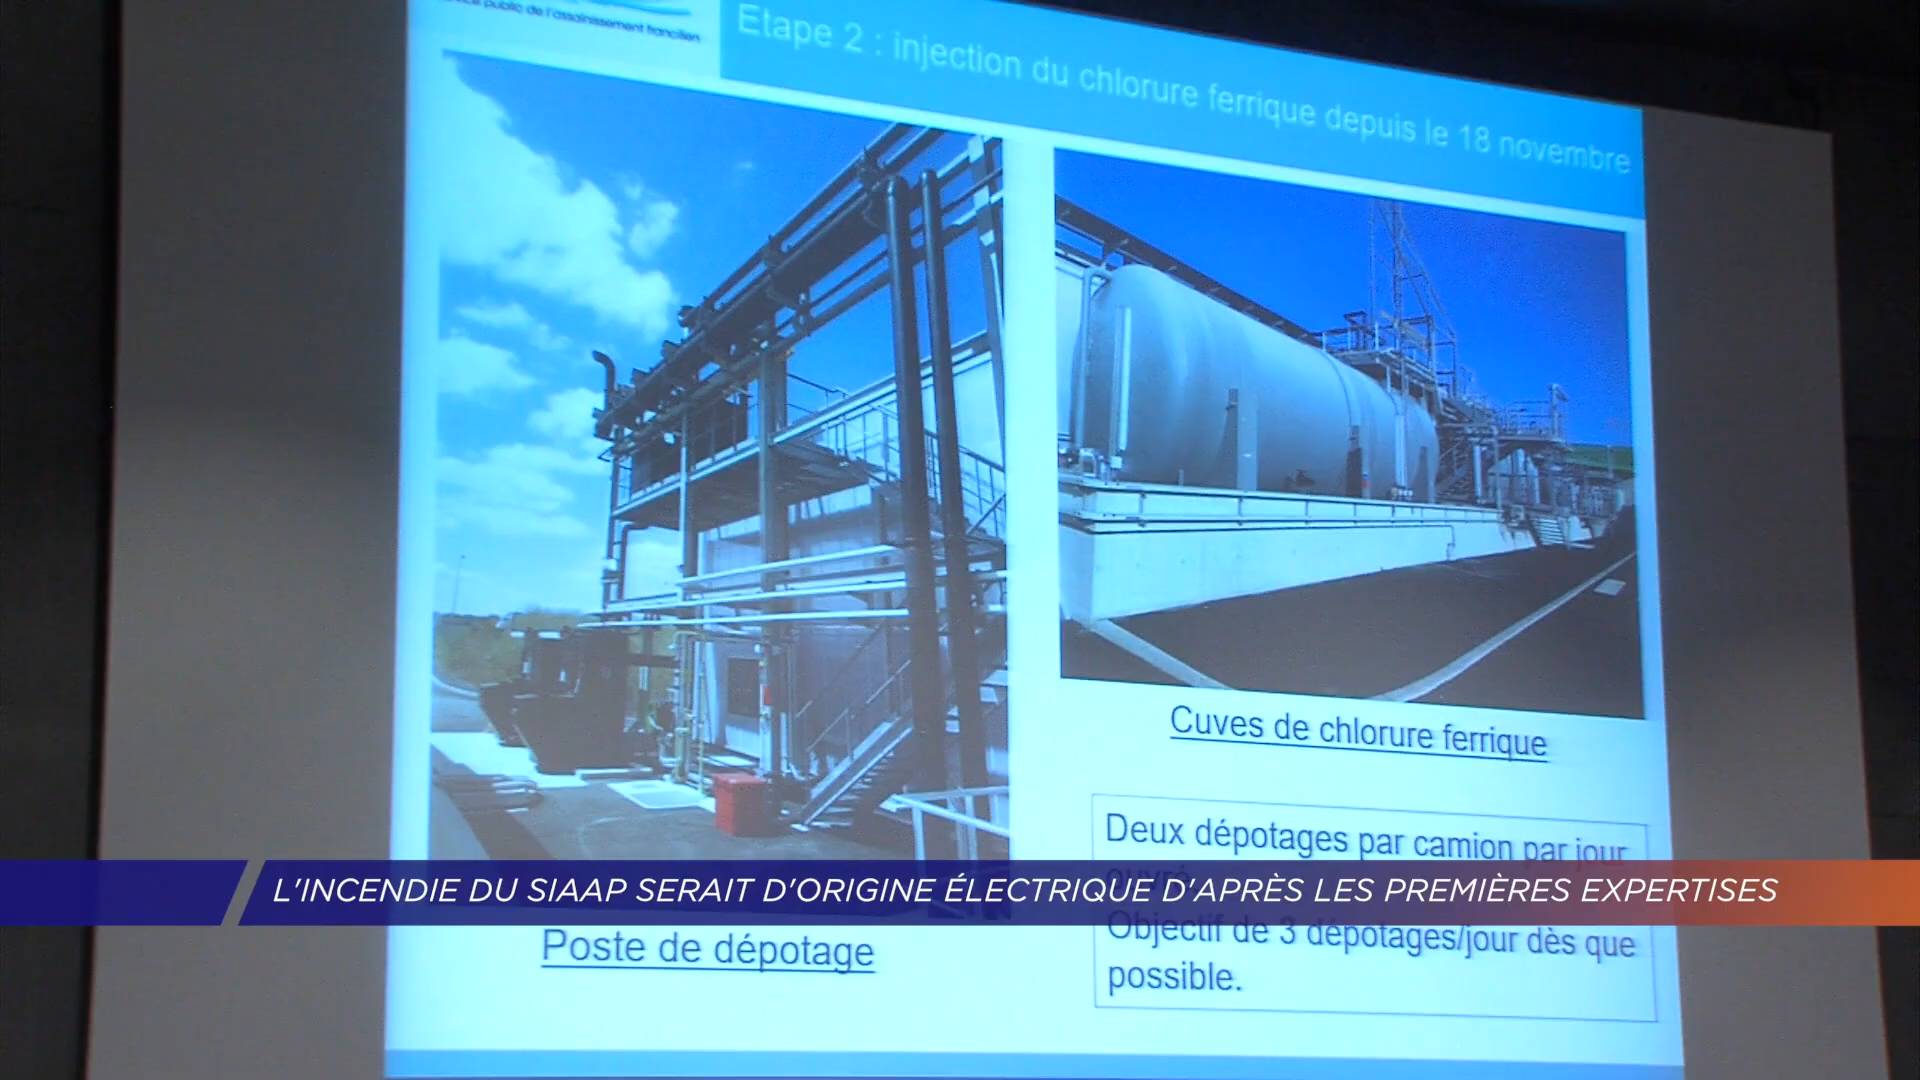 public de l'assainissement francilien
Etape 2 : injection du chlorure ferrique depuis le 18 novembre
Cuves de chlorure ferrique
Deux dépotages par camion par jour
ouvré
L'INCENDIE DU SIAAP SERAIT D'ORIGINE ÉLECTRIQUE D'APRÈS LES PREMIÈRES EXPERTISES
Objectif de 3 dépotages/jour dès que
possible.
Poste de dépotage